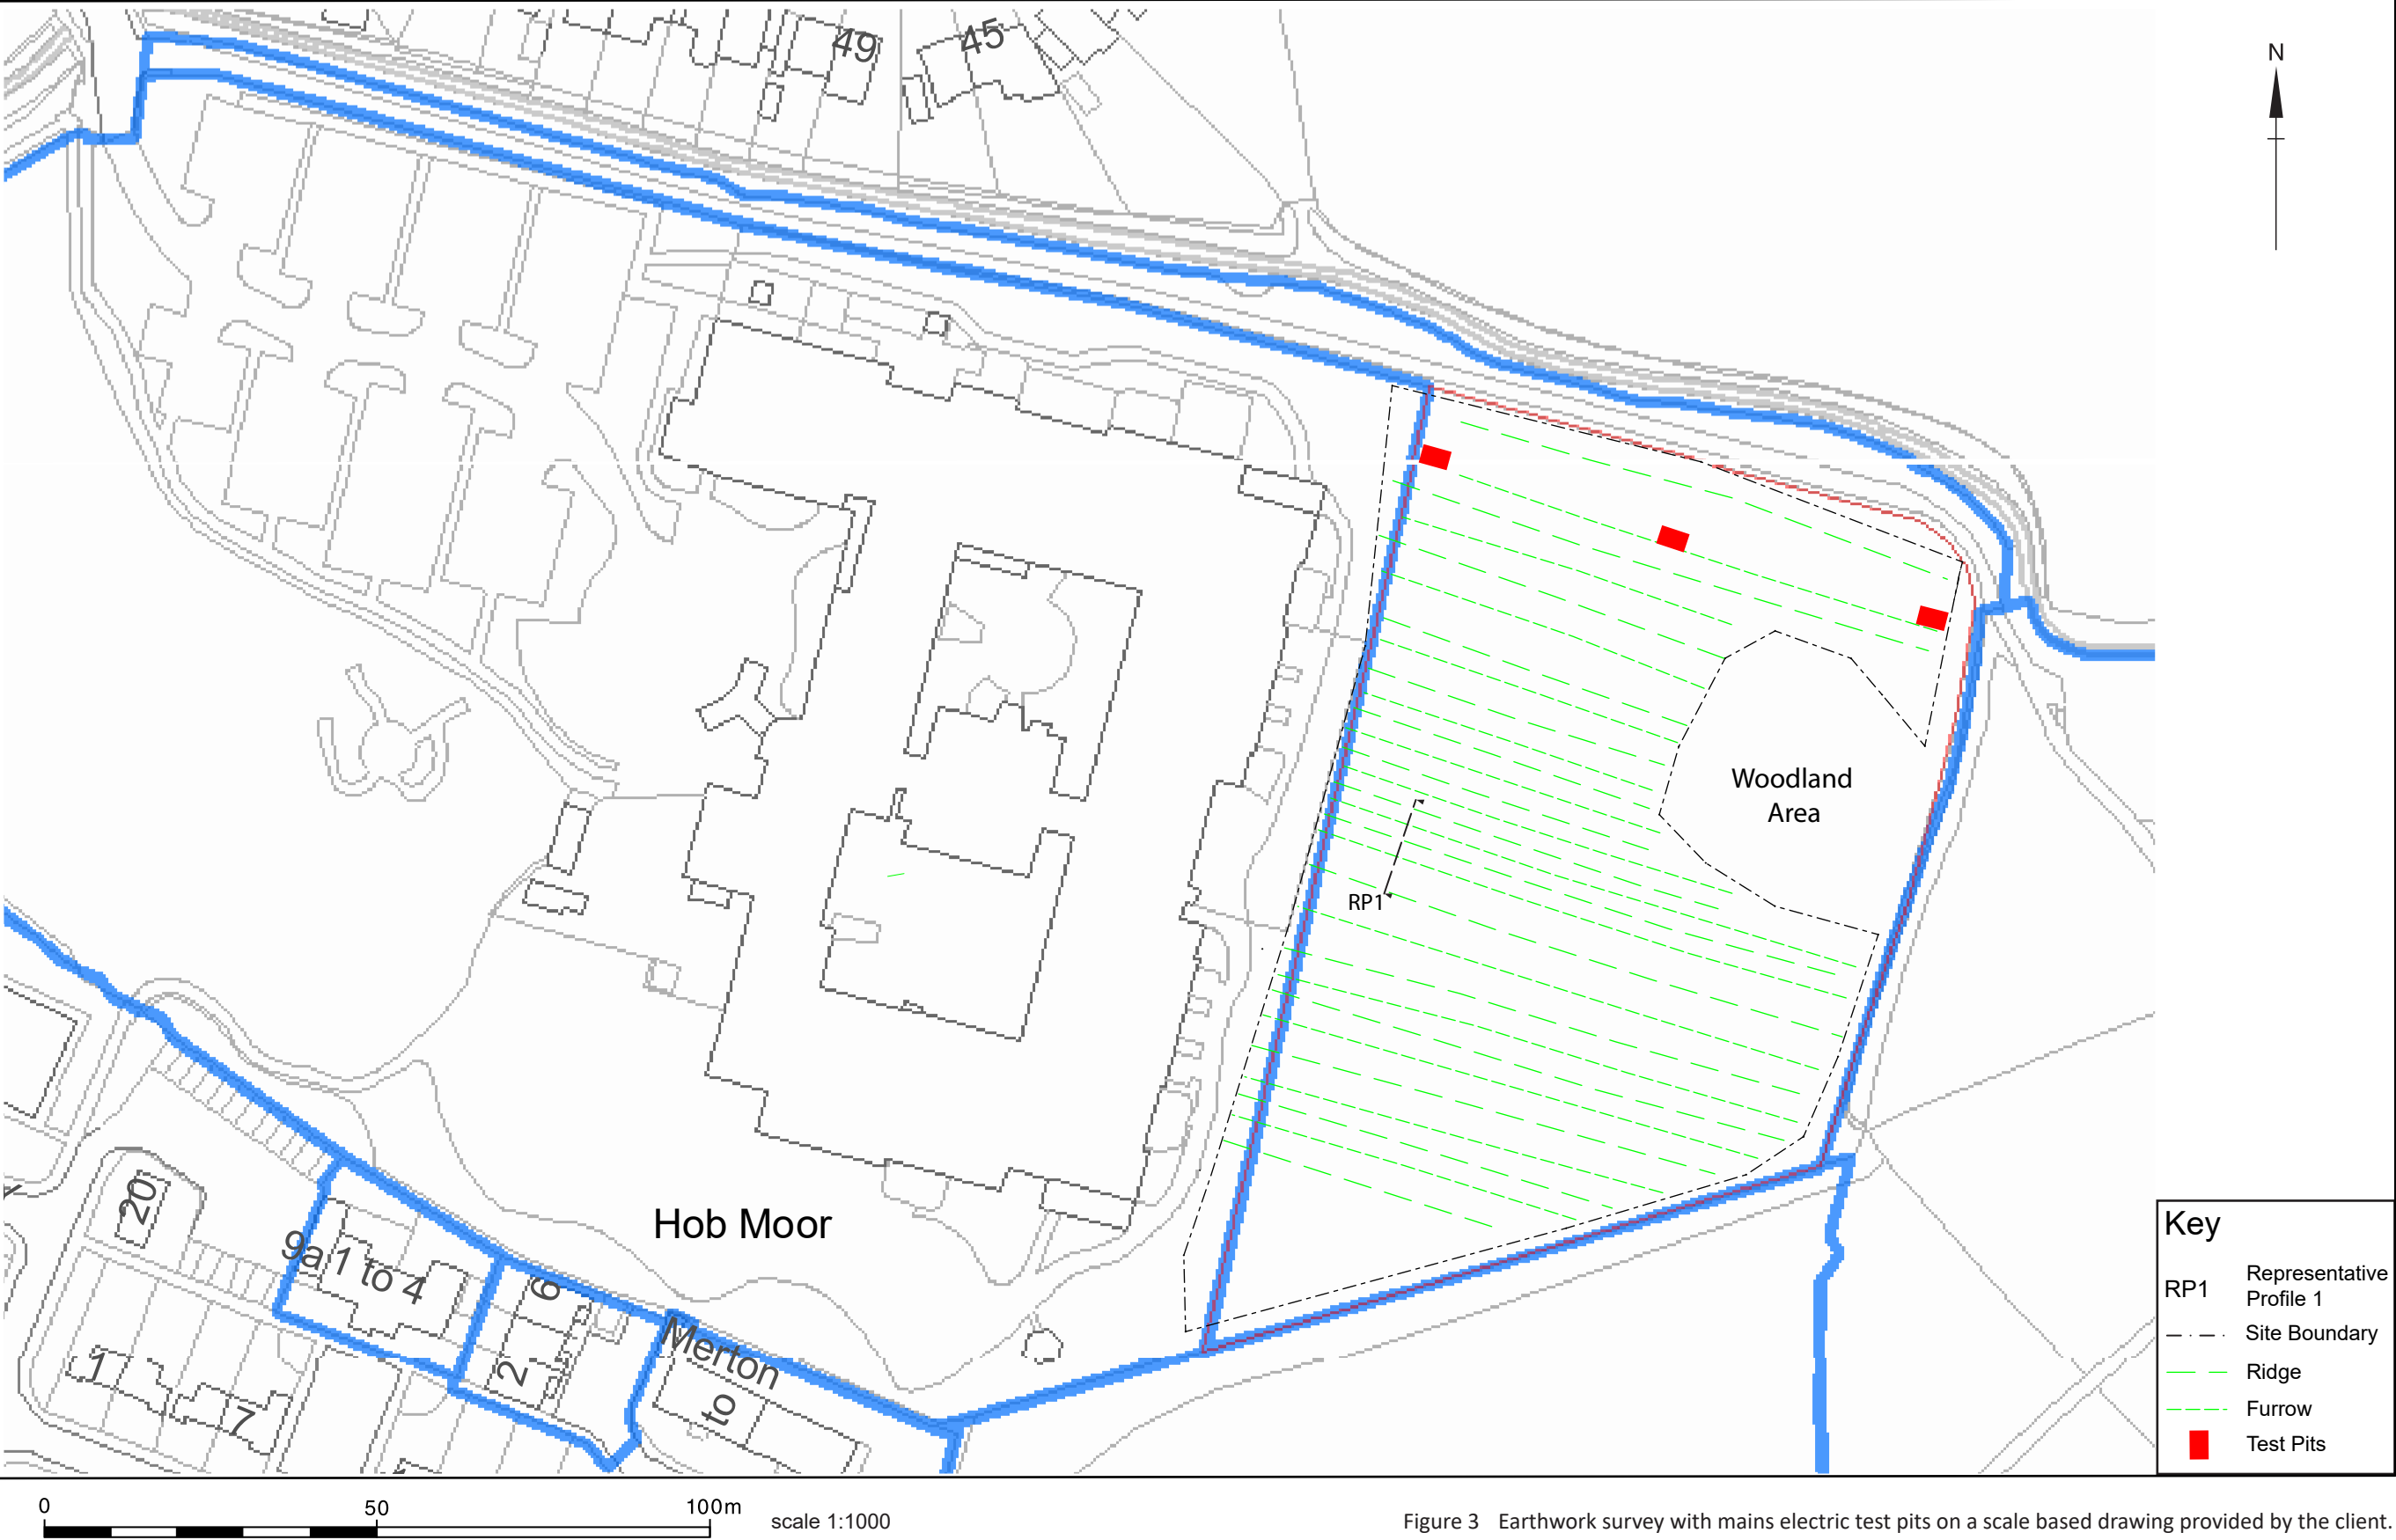 49
45
N
Woodland
Area
RP1
Hob Moor
20
9a 1 to 4
6
2
1
7
Merton
to
Key
RP1 Representative
Profile 1
Site Boundary
Ridge
Furrow
Test Pits
0 50 100m
scale 1:1000
Figure 3 Earthwork survey with mains electric test pits on a scale based drawing provided by the client.